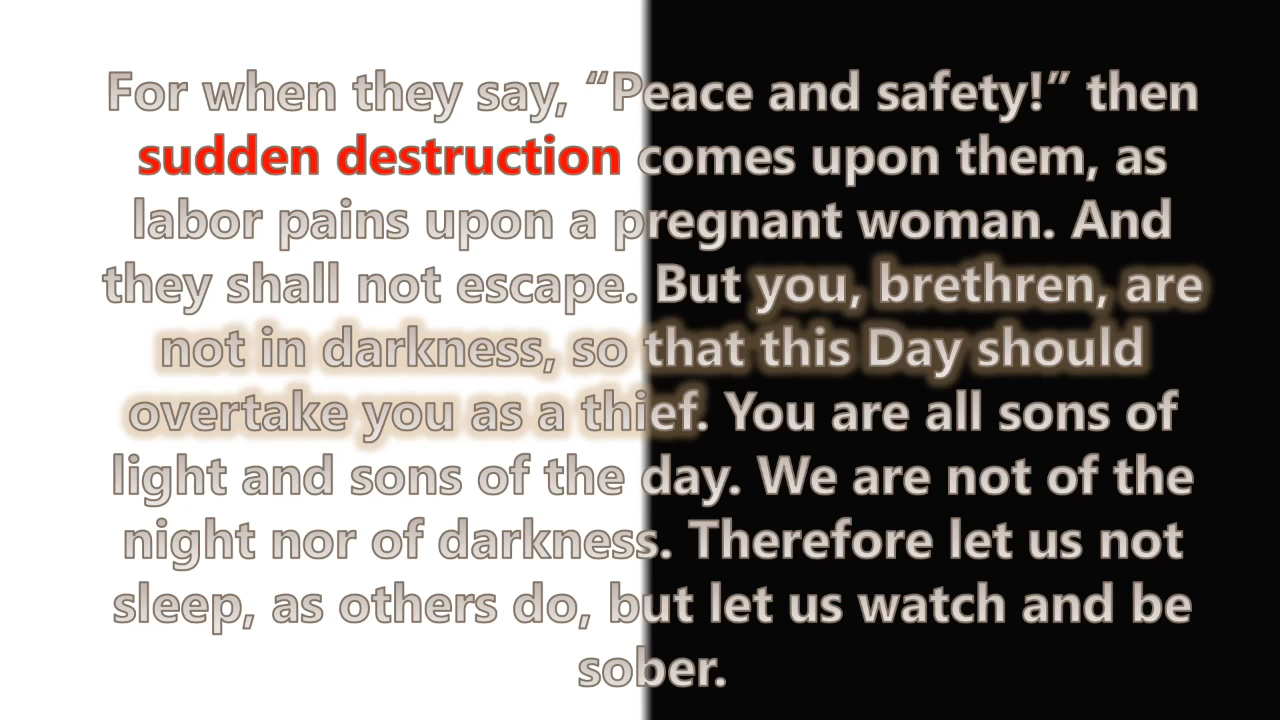 For when they say, “Peace and safety!” then
sudden destruction comes upon them, as
labor pains upon a pregnant woman. And
they shall not escape. But you, brethren, are
not in darkness, so that this Day should
overtake you as a thief. You are all sons of
light and sons of the day. We are not of the
night nor of darkness. Therefore let us not
sleep, as others do, but let us watch and be
sober.